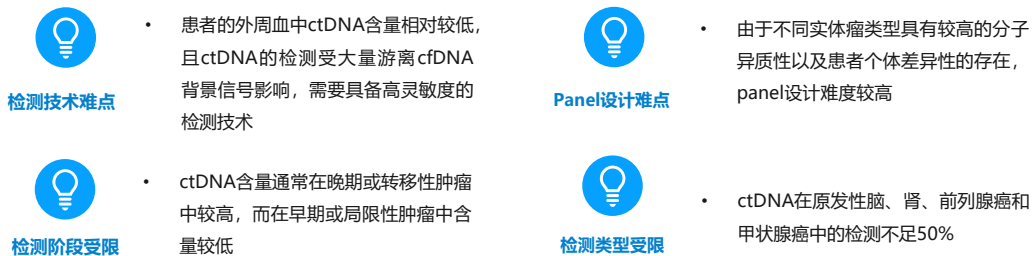 检测技术难点
• 患者的外周血中ctDNA含量相对较低，
且ctDNA的检测受大量游离cfDNA
背景信号影响，需要具备高灵敏度的
检测技术
Panel设计难点
• 由于不同实体瘤类型具有较高的分子
异质性以及患者个体差异性的存在，
panel设计难度较高
检测阶段受限
• ctDNA含量通常在晚期或转移性肿瘤
中较高，而在早期或局限性肿瘤中含
量较低
检测类型受限
• ctDNA在原发性脑、肾、前列腺癌和
甲状腺癌中的检测不足50%